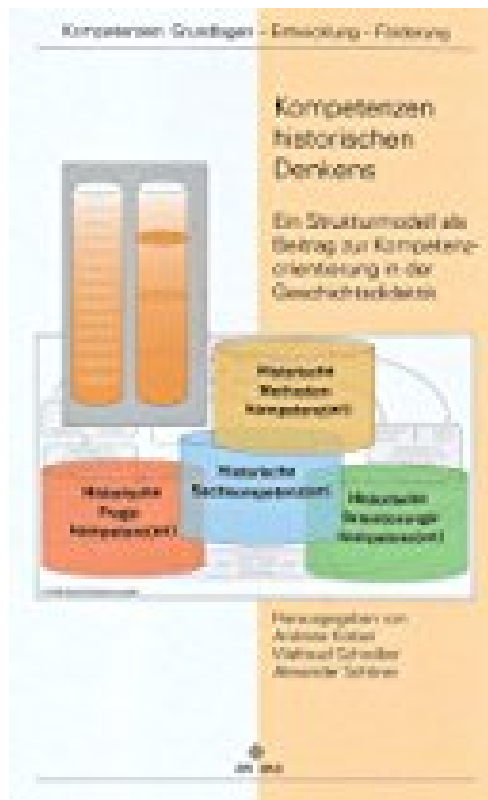 Kompetenzen: Grundlagen - Entwicklung - Förderung
Kompetenzen
historischen
Denkens
Ein Strukturmodell als
Beitrag zur Kompetenz-
orientierung in der
Geschichtsdidaktik
Historische
Methoden
kompetenz(en)
Historische
Sachkompetenz(en)
Historische
Frage
kompetenz(en)
Historische
Orientierungs
kompetenz(en)
Herausgegeben von
Andreas Körber
Waltraud Schreiber
Alexander Schöner